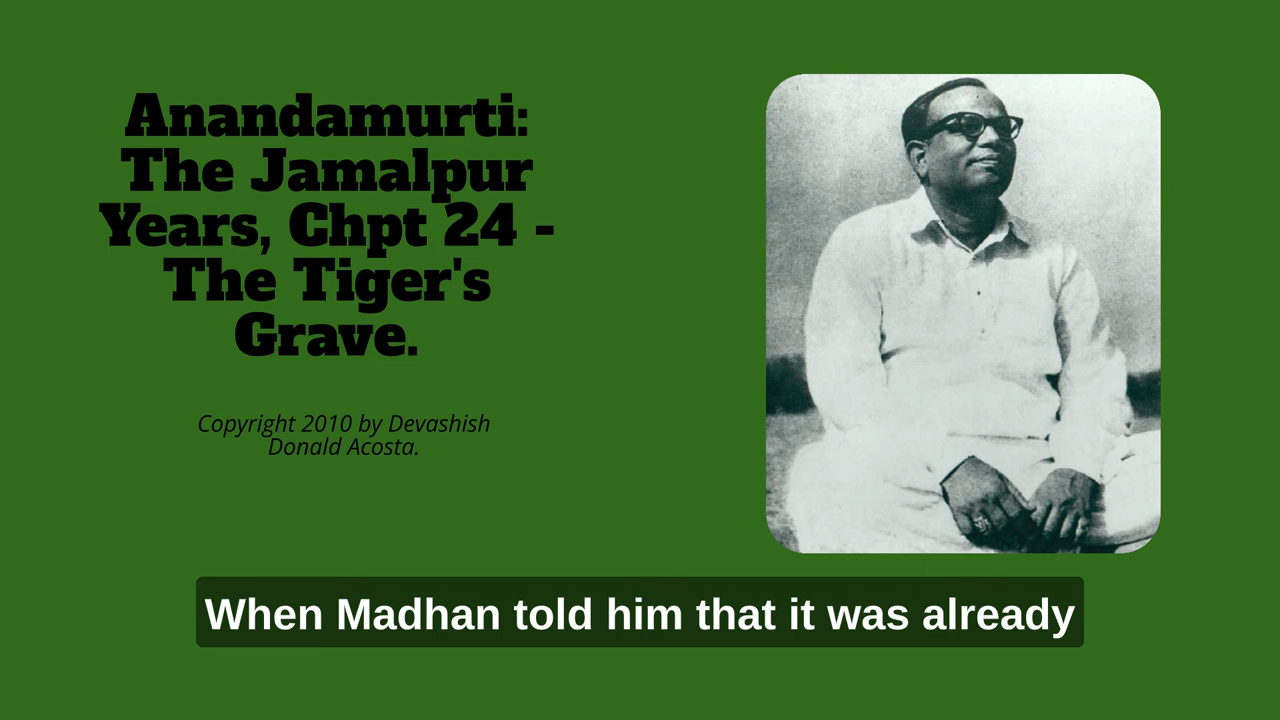 Anandamurti:
The Jamalpur
Years, Chpt 24 -
The Tiger's
Grave.
Copyright 2010 by Devashish
Donald Acosta.
When Madhan told him that it was already